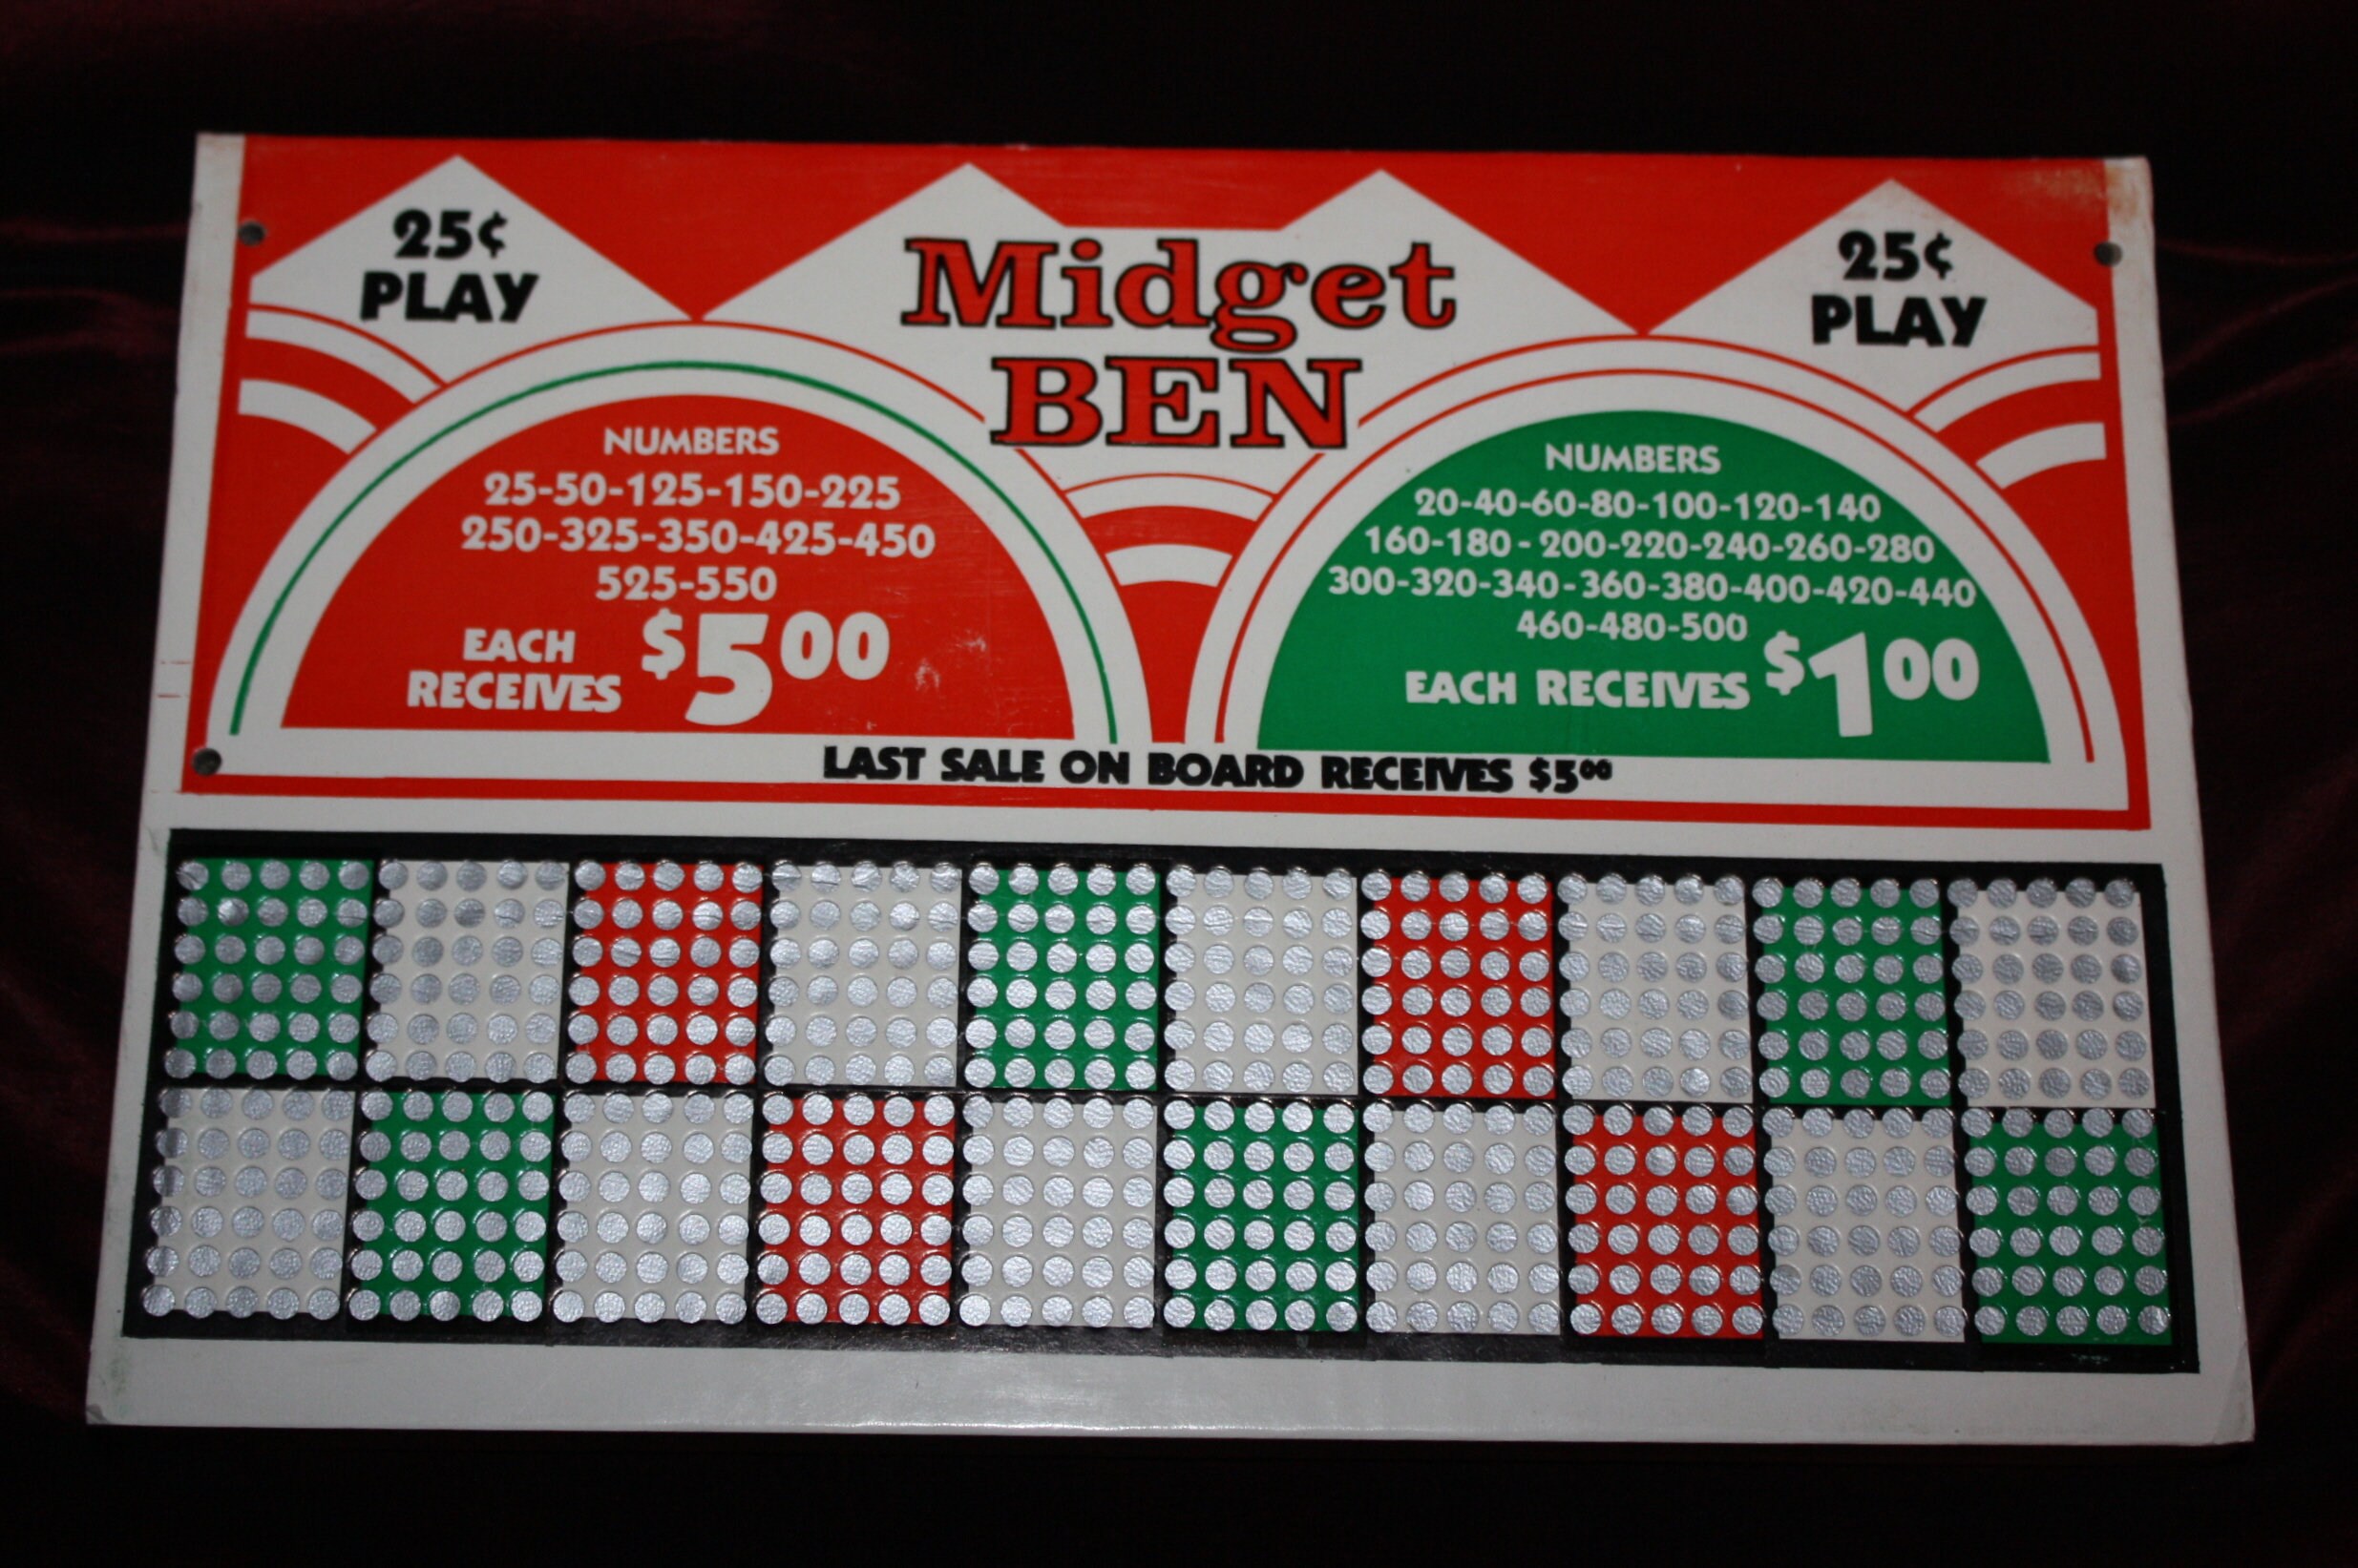 25¢
PLAY
Midget
BEN
25¢
PLAY
NUMBERS
25-50-125-150-225
250-325-350-425-450
525-550
EACH
RECEIVES $5.00
NUMBERS
20-40-60-80-100-120-140
160-180-200-220-240-260-280
300-320-340-360-380-400-420-440
460-480-500
EACH RECEIVES $1.00
LAST SALE ON BOARD RECEIVES $5.00